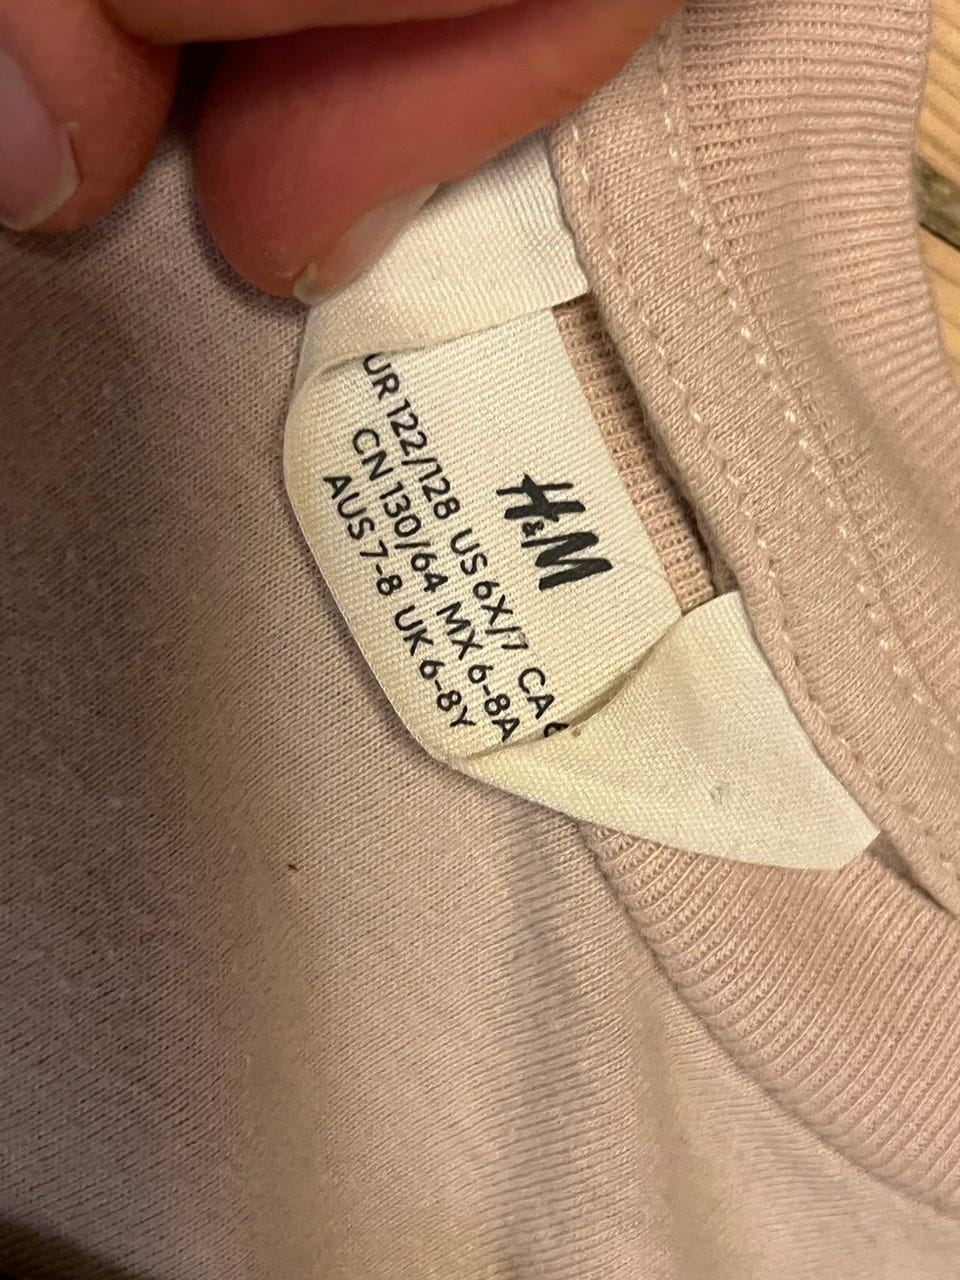 H&M
UR 122/128 US 6X/7 CA
CN 130/64 MX 6-8A
AUS 7-8 UK 6-8Y